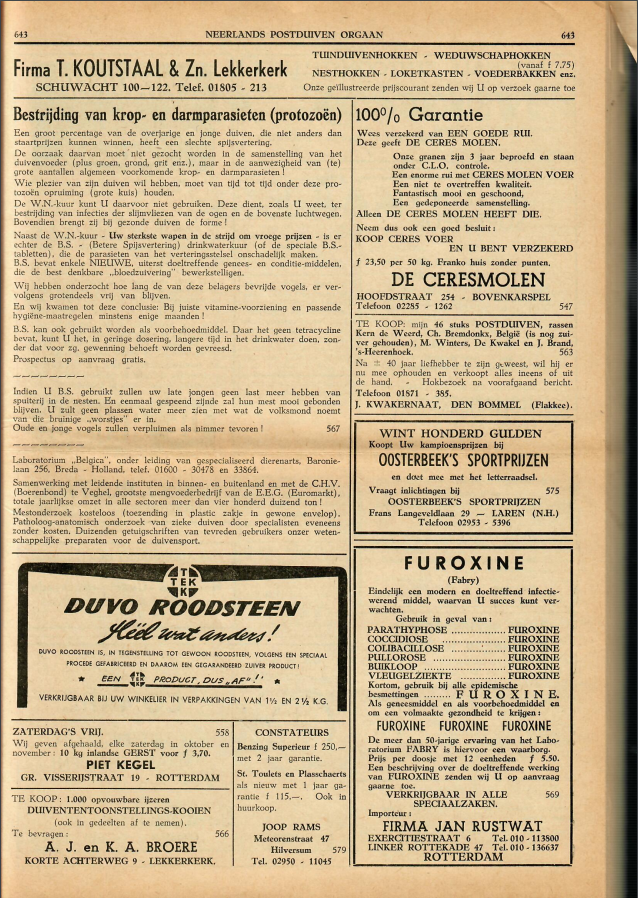 643
NEERLANDS POSTDUIVEN ORGAAN
643
Firma T. KOUTSTAAL & Zn. Lekkerkerk
SCHUWACHT 100—122. Telef. 01805 - 213
TUINDUIVENHOKKEN - WEDUWSCHAPHOKKEN
(vanaf f 7.75)
NESTHOKKEN - LOKETKASTEN - VOEDERBAKKEN enz.
Onze geïllustreerde prijscourant zenden wij U op verzoek gaarne toe
Bestrijding van krop- en darmparasieten (protozoën)
Een groot percentage van de overjarige en jonge duiven, die niet anders dan
staartprijzen kunnen winnen, heeft een slechte spijsvertering.
De oorzaak daarvan moet niet gezocht worden in de samenstelling van het
duivenvoeder (plus groen, grond, grit enz.), maar in de aanwezigheid van (te)
grote aantallen algemeen voorkomende krop- en darmparasieten !
Wie plezier van zijn duiven wil hebben, moet van tijd tot tijd onder deze pro-
tozoën opruiming (grote kuis) houden.
De W.N.-kuur kunt U daarvoor niet gebruiken. Deze dient, zoals U weet, ter
bestrijding van infecties der slijmvliezen van de ogen en de bovenste luchtwegen.
Bovendien brengt zij bij gezonde duiven de forme !
Naast de W.N.-kuur - Uw sterkste wapen in de strijd om vroege prijzen - is er
echter de B.S. - (Betere Spijsvertering) drinkwaterkuur (of de speciale B.S.-
tabletten), die de parasieten van het verteringsstelsel onschadelijk maken.
B.S. bevat enkele NIEUWE, uiterst doeltreffende genees- en conditie-middelen,
die de best denkbare „bloedzuivering" bewerkstelligen.
Wij hebben onderzocht hoe lang de van deze belagers bevrijde vogels, er ver-
volgens grotendeels vrij van blijven.
En wij kwamen tot deze conclusie: Bij juiste vitamine-voorziening en passende
hygiëne-maatregelen minstens enige maanden !
B.S. kan ook gebruikt worden als voorbehoedmiddel. Daar het geen tetracycline
bevat, kunt U het, in geringe dosering, langere tijd in het drinkwater doen, zon-
der dat voor zg. gewenning behoeft worden gevreesd.
Prospectus op aanvraag gratis.
Indien U B.S. gebruikt zullen uw late jongen geen last meer hebben van
spuiterij in de nesten. En eenmaal gespeend zijnde zal hun mest mooi gebonden
blijven. U zult geen plassen water meer zien met wat de volksmond noemt
van die bruinige „worstjes" er in.
Oude en jonge vogels zullen verpluimen als nimmer tevoren ! 567
Laboratorium „Belgica", onder leiding van gespecialiseerd dierenarts, Baronie-
laan 256, Breda - Holland. telef. 01600 - 30478 en 33864.
Samenwerking met leidende instituten in binnen- en buitenland en met de C.H.V.
(Boerenbond) te Veghel, grootste mengvoederbedrijf van de E.E.G. (Euromarkt),
totale jaarlijkse omzet in alle sectoren meer dan vier honderd duizend ton !
Mestonderzoek kosteloos (toezending in plastic zakje in gewone envelop).
Patholoog-anatomisch onderzoek van zieke duiven door specialisten eveneens
zonder kosten. Duizenden getuigschriften van tevreden gebruikers onzer weten-
schappelijke preparaten voor de duivensport.
TEK
DUVO ROODSTEEN
Héél wat anders!
DUVO ROODSTEEN IS, IN TEGENSTELLING TOT GEWOON ROODSTEEN, VOLGENS EEN SPECIAAL
PROCEDE GEFABRICEERD EN DAAROM EEN GEGARANDEERD ZUIVER PRODUCT!
★ EEN TEK PRODUCT, DUS „AF"! ★
VERKRIJGBAAR BIJ UW WINKELIER IN VERPAKKINGEN VAN 1½ EN 2½ K.G.
ZATERDAG'S VRIJ. 558
Wij geven afgehaald, elke zaterdag in oktober en
november: 10 kg inlandse GERST voor f 3,70.
PIET KEGEL
GR. VISSERIJSTRAAT 19 - ROTTERDAM
TE KOOP: 1.000 opvouwbare ijzeren
DUIVENTENTOONSTELLINGS-KOOIEN
(ook in gedeelten af te nemen).
Te bevragen: 566
A. J. en K. A. BROERE
KORTE ACHTERWEG 9 - LEKKERKERK.
CONSTATEURS
Benzing Superieur f 250,—
met 2 jaar garantie.
St. Toulets en Plasschaerts
als nieuw met 1 jaar ga-
rantie f 115.—. Ook in
huurkoop.
JOOP RAMS
Meteorenstraat 47
Hilversum 579
Tel. 02950 - 11045
100% Garantie
Wees verzekerd van EEN GOEDE RUI.
Deze geeft DE CERES MOLEN.
Onze granen zijn 3 jaar beproefd en staan
onder C.L.O. controle.
Een enorme rui met CERES MOLEN VOER
Een niet te overtreffen kwaliteit.
Fantastisch mooi en geschoond,
Een gedeponeerde samenstelling.
Alleen DE CERES MOLEN HEEFT DIE.
Neem dus ook een goed besluit:
KOOP CERES VOER
EN U BENT VERZEKERD
f 23,50 per 50 kg. Franko huis zonder punten.
DE CERESMOLEN
HOOFDSTRAAT 254 - BOVENKARSPEL
Telefoon 02285 - 1262 547
TE KOOP: mijn 46 stuks POSTDUIVEN, rassen
Kern de Weerd, Ch. Bremdonkx, België (is nog zui-
ver gehouden), M. Winters, De Kwakel en J. Brand,
's-Heerenhoek. 563
Na ± 40 jaar liefhebber te zijn geweest, wil hij er
nu mee ophouden en verkoopt alles ineens of uit
de hand. - Hokbezoek na voorafgaand bericht.
Telefoon 01871 - 385.
J. KWAKERNAAT, DEN BOMMEL (Flakkee).
WINT HONDERD GULDEN
Koopt Uw kampioensprijzen bij
OOSTERBEEK'S SPORTPRIJZEN
en doet mee met het letterraadsel.
Vraagt inlichtingen bij 575
OOSTERBEEK'S SPORTPRIJZEN
Frans Langeveldlaan 29 — LAREN (N.H.)
Telefoon 02953 - 5396
FUROXINE
(Fabry)
Eindelijk een modern en doeltreffend infectie-
werend middel, waarvan U succes kunt ver-
wachten.
Gebruik in geval van :
PARATHYPHOSE .................. FUROXINE
COCCIDIOSE .................. FUROXINE
COLIBACILLOSE .................. FUROXINE
PULLOROSE .................. FUROXINE
BUIKLOOP .................. FUROXINE
VLEUGELZIEKTE .................. FUROXINE
Kortom, gebruik bij alle epidemische
besmettingen ........ FUROXINE.
Als geneesmiddel en als voorbehoedmiddel en
om een volmaakte gezondheid te krijgen :
FUROXINE FUROXINE FUROXINE
De meer dan 50-jarige ervaring van het Labo-
ratorium FABRY is hiervoor een waarborg.
Prijs per doosje met 12 eenheden f 5.50.
Een beschrijving over de doeltreffende werking
van FUROXINE zenden wij U op aanvraag
gaarne toe.
VERKRIJGBAAR IN ALLE 569
SPECIAALZAKEN.
Importeur :
FIRMA JAN RUSTWAT
EXERCITIESTRAAT 6 Tel. 010 - 113800
LINKER ROTTEKADE 47 Tel. 010 - 136637
ROTTERDAM